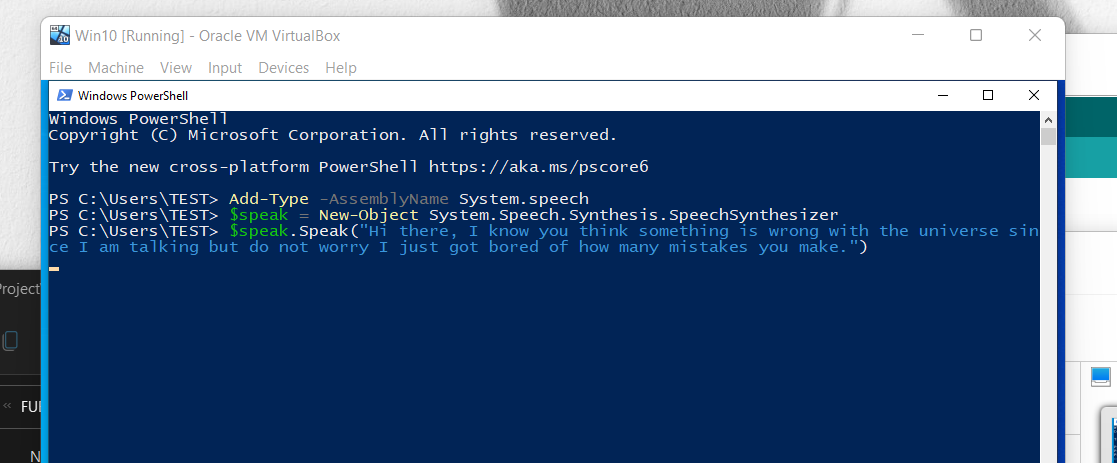 Win10 [Running] - Oracle VM VirtualBox
File Machine View Input Devices Help
Windows PowerShell
Windows PowerShell
Copyright (C) Microsoft Corporation. All rights reserved.
Try the new cross-platform PowerShell https://aka.ms/pscore6
PS C:\Users\TEST> Add-Type -AssemblyName System.speech
PS C:\Users\TEST> $speak = New-Object System.Speech.Synthesis.SpeechSynthesizer
PS C:\Users\TEST> $speak.Speak("Hi there, I know you think something is wrong with the universe sin
ce I am talking but do not worry I just got bored of how many mistakes you make.")
Project